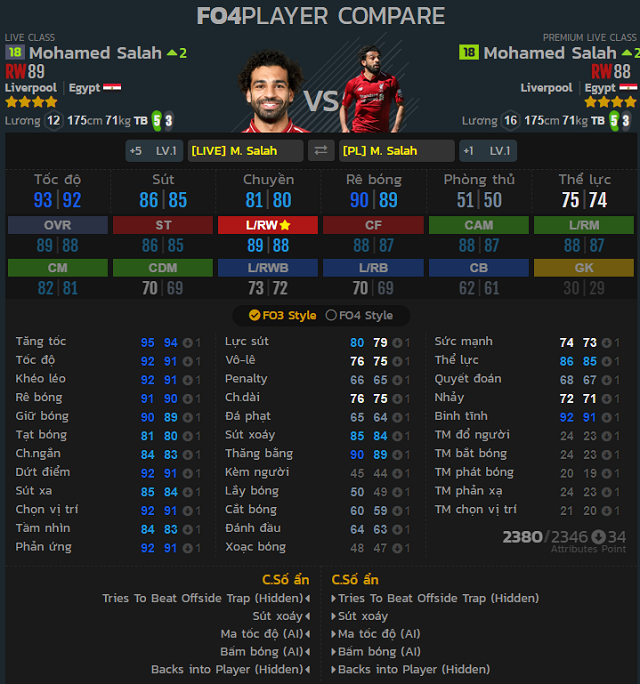 FO4PLAYER COMPARE
LIVE CLASS
PREMIUM LIVE CLASS
18 Mohamed Salah 2
18 Mohamed Salah 2
RW89
RW88
Liverpool Egypt
Liverpool Egypt
VS
Lương 12 175cm 71kg TB 5 3
Lương 16 175cm 71kg TB 5 3
+5 LV.1 [LIVE] M. Salah [PL] M. Salah +1 LV.1
Tốc độ Sút Chuyền Rê bóng Phòng thủ Thể lực
93|92 86|85 81|80 90|89 51|50 75|74
OVR ST L/RW CF CAM L/RM
89|88 86|85 89|88 88|87 88|87 88|87
CM CDM L/RWB L/RB CB GK
82|81 70|69 73|72 70|69 62|61 30|29
FO3 Style FO4 Style
Tăng tốc 95 94 1 Lực sút 80 79 1 Sức mạnh 74 73 1
Tốc độ 92 91 1 Vô-lê 76 75 1 Thể lực 86 85 1
Khéo léo 92 91 1 Penalty 66 65 1 Quyết đoán 68 67 1
Rê bóng 91 90 1 Ch.dài 76 75 1 Nhảy 72 71 1
Giữ bóng 90 89 1 Đá phạt 65 64 1 Bình tĩnh 92 91 1
Tạt bóng 81 80 1 Sút xoáy 85 84 1 TM đổ người 24 23 1
Ch.ngắn 84 83 1 Thăng bằng 90 89 1 TM bắt bóng 24 23 1
Dứt điểm 92 91 1 Kèm người 45 44 1 TM phát bóng 20 19 1
Sút xa 85 84 1 Lấy bóng 50 49 1 TM phản xạ 24 23 1
Chọn vị trí 92 91 1 Cắt bóng 60 59 1 TM chọn vị trí 21 20 1
Tầm nhìn 84 83 1 Đánh đầu 64 63 1 2380/2346 34
Phản ứng 92 91 1 Xoạc bóng 48 47 1 Attributes Point
C.Số ẩn C.Số ẩn
Tries To Beat Offside Trap (Hidden) Tries To Beat Offside Trap (Hidden)
Sút xoáy Sút xoáy
Ma tốc độ (AI) Ma tốc độ (AI)
Bấm bóng (AI) Bấm bóng (AI)
Backs into Player (Hidden) Backs into Player (Hidden)